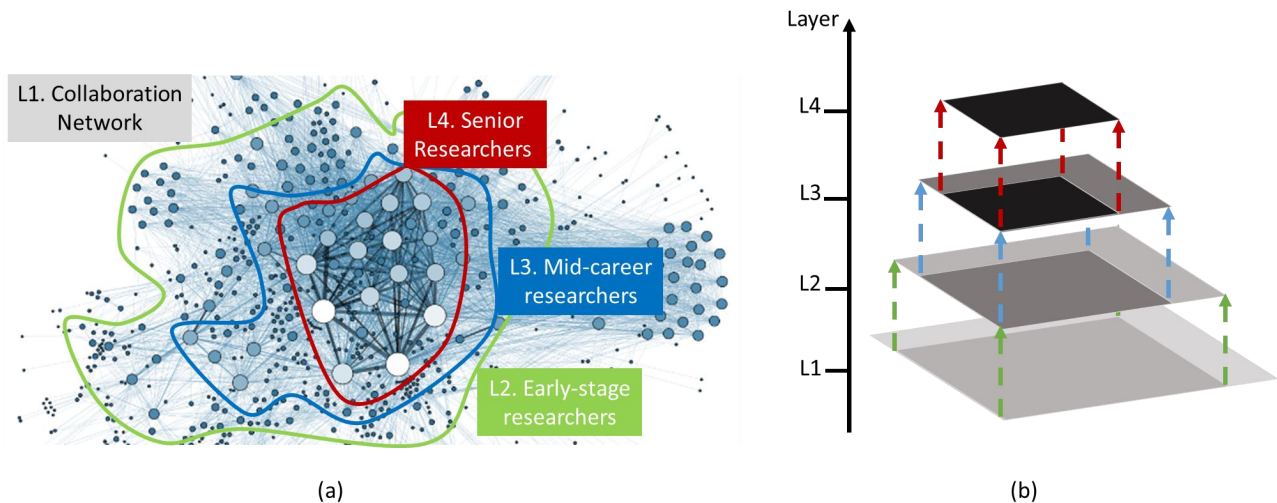 L1. Collaboration
Network
L4. Senior
Researchers
L3. Mid-career
researchers
L2. Early-stage
researchers
(a)
Layer
L4
L3
L2
L1
(b)